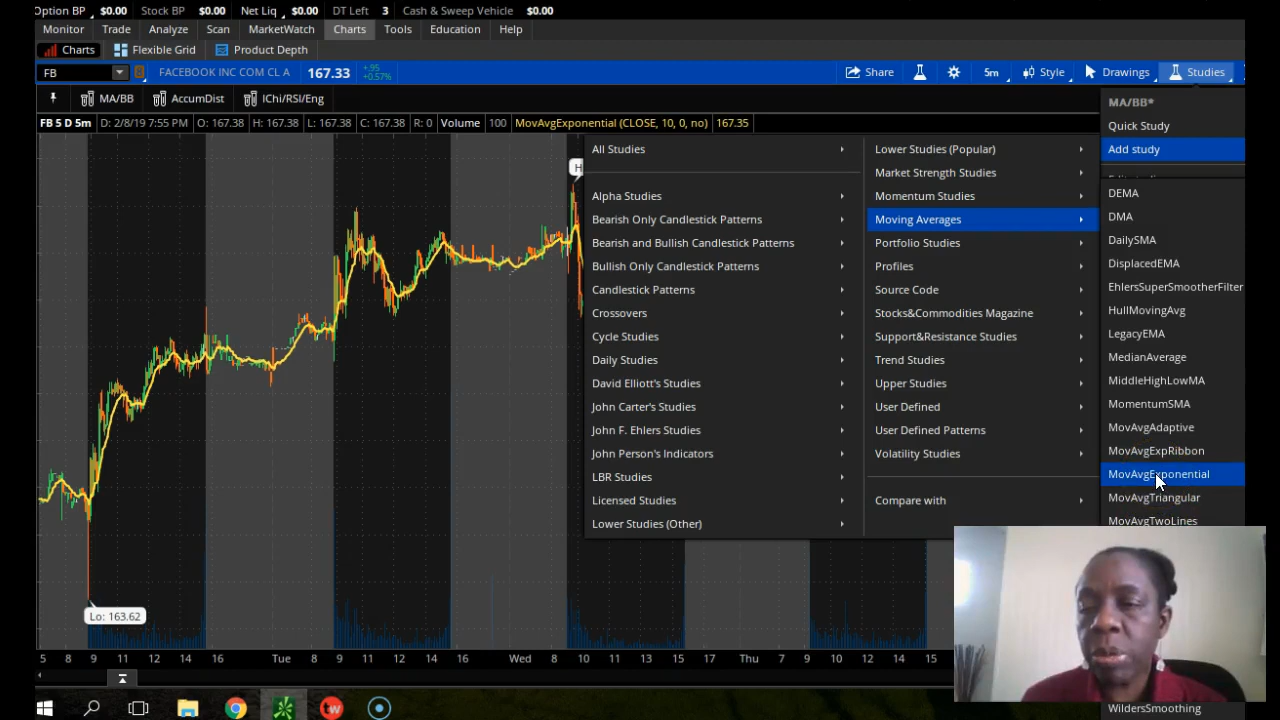 Option BP $0.00 Stock BP $0.00 Net Liq $0.00 DT Left 3 Cash & Sweep Vehicle $0.00
Monitor Trade Analyze Scan MarketWatch Charts Tools Education Help
Charts Flexible Grid Product Depth
FB 8 FACEBOOK INC COM CL A 167.33 +.95 +0.57% Share 5m Style Drawings Studies
MA/BB AccumDist IChi/RSI/Eng
FB 5 D 5m D: 2/8/19 7:55 PM O: 167.38 H: 167.38 L: 167.38 C: 167.38 R: 0 Volume 100 MovAvgExponential (CLOSE, 10, 0, no) 167.35
MA/BB*
Quick Study
Add study
All Studies
Alpha Studies
Bearish Only Candlestick Patterns
Bearish and Bullish Candlestick Patterns
Bullish Only Candlestick Patterns
Candlestick Patterns
Crossovers
Cycle Studies
Daily Studies
David Elliott's Studies
John Carter's Studies
John F. Ehlers Studies
John Person's Indicators
LBR Studies
Licensed Studies
Lower Studies (Other)
Lower Studies (Popular)
Market Strength Studies
Momentum Studies
Moving Averages
Portfolio Studies
Profiles
Source Code
Stocks&Commodities Magazine
Support&Resistance Studies
Trend Studies
Upper Studies
User Defined
User Defined Patterns
Volatility Studies
Compare with
DEMA
DMA
DailySMA
DisplacedEMA
EhlersSuperSmootherFilter
HullMovingAvg
LegacyEMA
MedianAverage
MiddleHighLowMA
MomentumSMA
MovAvgAdaptive
MovAvgExpRibbon
MovAvgExponential
MovAvgTriangular
MovAvgTwoLines
WildersSmoothing
H
Lo: 163.62
5 8 9 11 12 14 16 Tue 8 9 11 12 14 16 Wed 8 10 11 13 15 17 Thu 7 9 10 12 13 15
tw